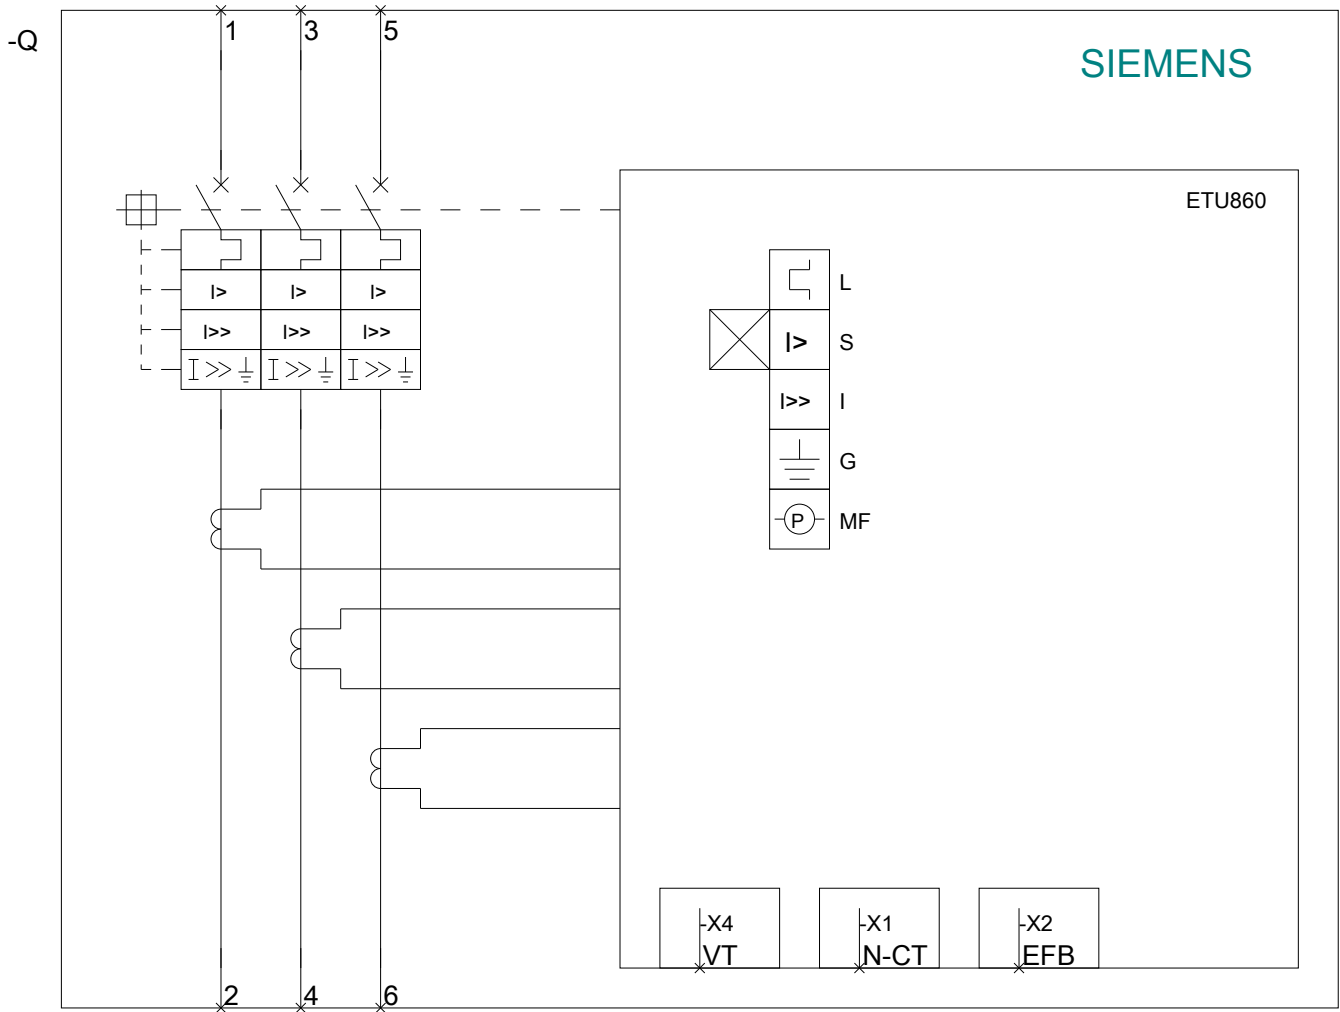 -Q
1 3 5
SIEMENS
ETU860
I> I> I>
I>> I>> I>>
I>> I>> I>>
L
I> S
I>> I
G
P MF
-X4 -X1 -X2
VT N-CT EFB
2 4 6